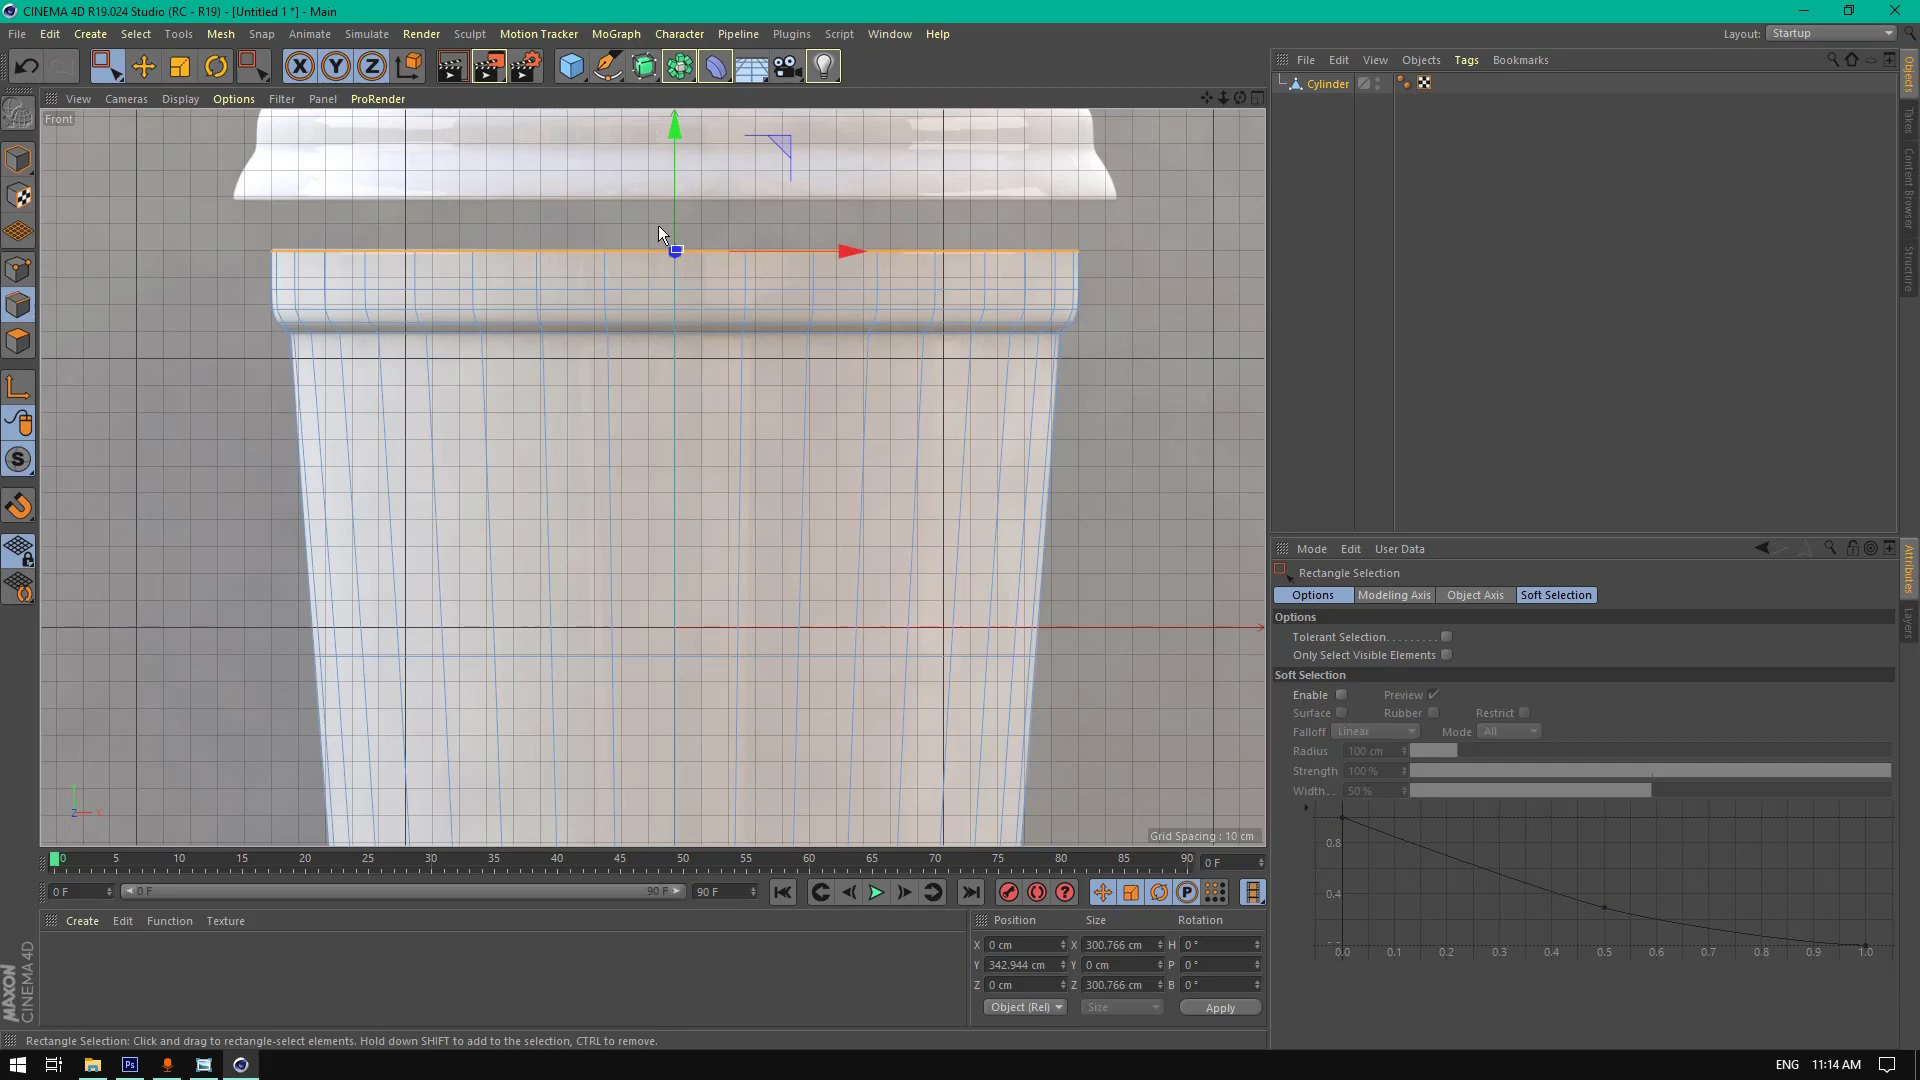 CINEMA 4D R19.024 Studio (RC - R19) - [Untitled 1 *] - Main
File Edit Create Select Tools Mesh Snap Animate Simulate Render Sculpt Motion Tracker MoGraph Character Pipeline Plugins Script Window Help
Layout: Startup
X Y Z
File Edit View Objects Tags Bookmarks
Cylinder
View Cameras Display Options Filter Panel ProRender
Front
Y
Z X
Grid Spacing : 10 cm
S
Objects
Takes
Content Browser
Structure
Mode Edit User Data
Rectangle Selection
Options Modeling Axis Object Axis Soft Selection
Options
Tolerant Selection. . . . . . . . .
Only Select Visible Elements
Soft Selection
Enable Preview
Surface Rubber Restrict
Falloff Linear Mode All
Radius 100 cm
Strength 100 %
Width. . 50 %
0.8
0.4
0.0 0.1 0.2 0.3 0.4 0.5 0.6 0.7 0.8 0.9 1.0
Attributes
Layers
0 5 10 15 20 25 30 35 40 45 50 55 60 65 70 75 80 85 90 0 F
0 F 0 F 90 F 90 F
P
Create Edit Function Texture
Position Size Rotation
X 0 cm X 300.766 cm H 0 °
Y 342.944 cm Y 0 cm P 0 °
Z 0 cm Z 300.766 cm B 0 °
Object (Rel) Size Apply
MAXON
CINEMA 4D
Rectangle Selection: Click and drag to rectangle-select elements. Hold down SHIFT to add to the selection, CTRL to remove.
Ps
ENG 11:14 AM